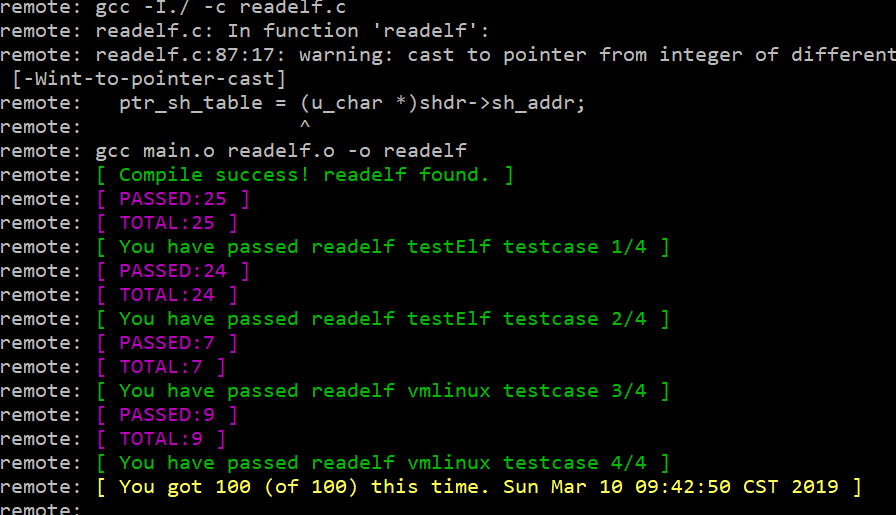 remote: gcc -I./ -c readelf.c
remote: readelf.c: In function 'readelf':
remote: readelf.c:87:17: warning: cast to pointer from integer of different
[-Wint-to-pointer-cast]
remote:   ptr_sh_table = (u_char *)shdr->sh_addr;
remote:                  ^
remote: gcc main.o readelf.o -o readelf
remote: [ Compile success! readelf found. ]
remote: [ PASSED:25 ]
remote: [ TOTAL:25 ]
remote: [ You have passed readelf testElf testcase 1/4 ]
remote: [ PASSED:24 ]
remote: [ TOTAL:24 ]
remote: [ You have passed readelf testElf testcase 2/4 ]
remote: [ PASSED:7 ]
remote: [ TOTAL:7 ]
remote: [ You have passed readelf vmlinux testcase 3/4 ]
remote: [ PASSED:9 ]
remote: [ TOTAL:9 ]
remote: [ You have passed readelf vmlinux testcase 4/4 ]
remote: [ You got 100 (of 100) this time. Sun Mar 10 09:42:50 CST 2019 ]
remote: